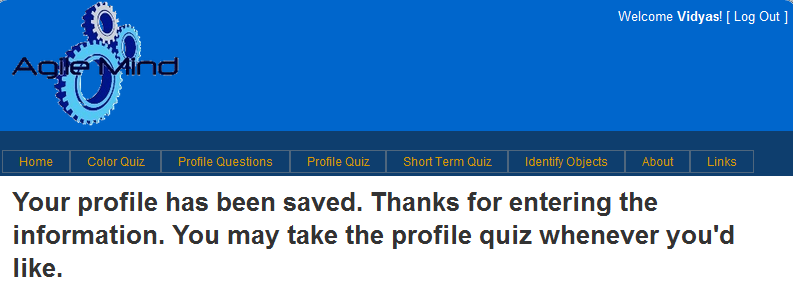 Agile Mind
Welcome Vidyas! [ Log Out ]
Home Color Quiz Profile Questions Profile Quiz Short Term Quiz Identify Objects About Links
Your profile has been saved. Thanks for entering the
information. You may take the profile quiz whenever you'd
like.